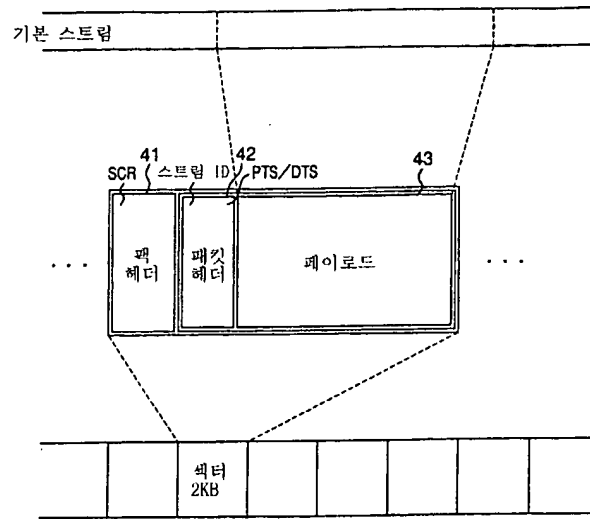 기본 스트림
41 42 43
SCR 스트림 ID PTS/DTS
팩
헤더
패킷
헤더
페이로드
... ...
섹터
2KB